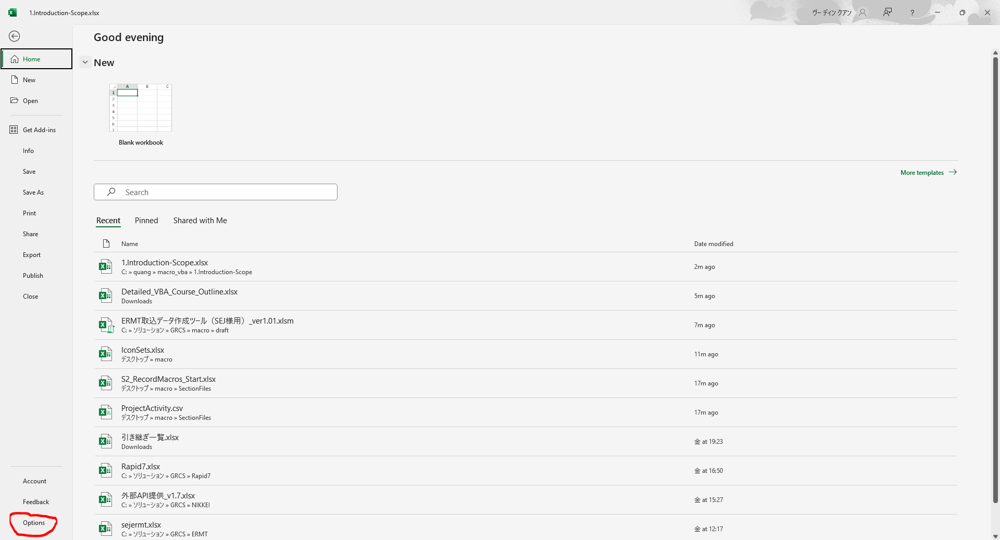 1.Introduction-Scope.xlsx
ヴーディンクアン
?
Good evening
Home
New
Open
Get Add-ins
Info
Save
Save As
Print
Share
Export
Publish
Close
Account
Feedback
Options
New
A B C
1
2
3
4
5
6
7
Blank workbook
More templates
Search
Recent Pinned Shared with Me
Name Date modified
1.Introduction-Scope.xlsx
C: » quang » macro_vba » 1.Introduction-Scope
2m ago
Detailed_VBA_Course_Outline.xlsx
Downloads
5m ago
ERMT取込データ作成ツール（SEJ様用）_ver1.01.xlsm
C: » ソリューション » GRCS » macro » draft
7m ago
IconSets.xlsx
デスクトップ » macro
11m ago
S2_RecordMacros_Start.xlsx
デスクトップ » macro » SectionFiles
17m ago
ProjectActivity.csv
デスクトップ » macro » SectionFiles
17m ago
引き継ぎ一覧.xlsx
Downloads
金 at 19:23
Rapid7.xlsx
C: » ソリューション » GRCS » Rapid7
金 at 16:50
外部API提供_v1.7.xlsx
C: » ソリューション » GRCS » NIKKEI
金 at 15:27
sejermt.xlsx
C: » ソリューション » GRCS » ERMT
金 at 12:17